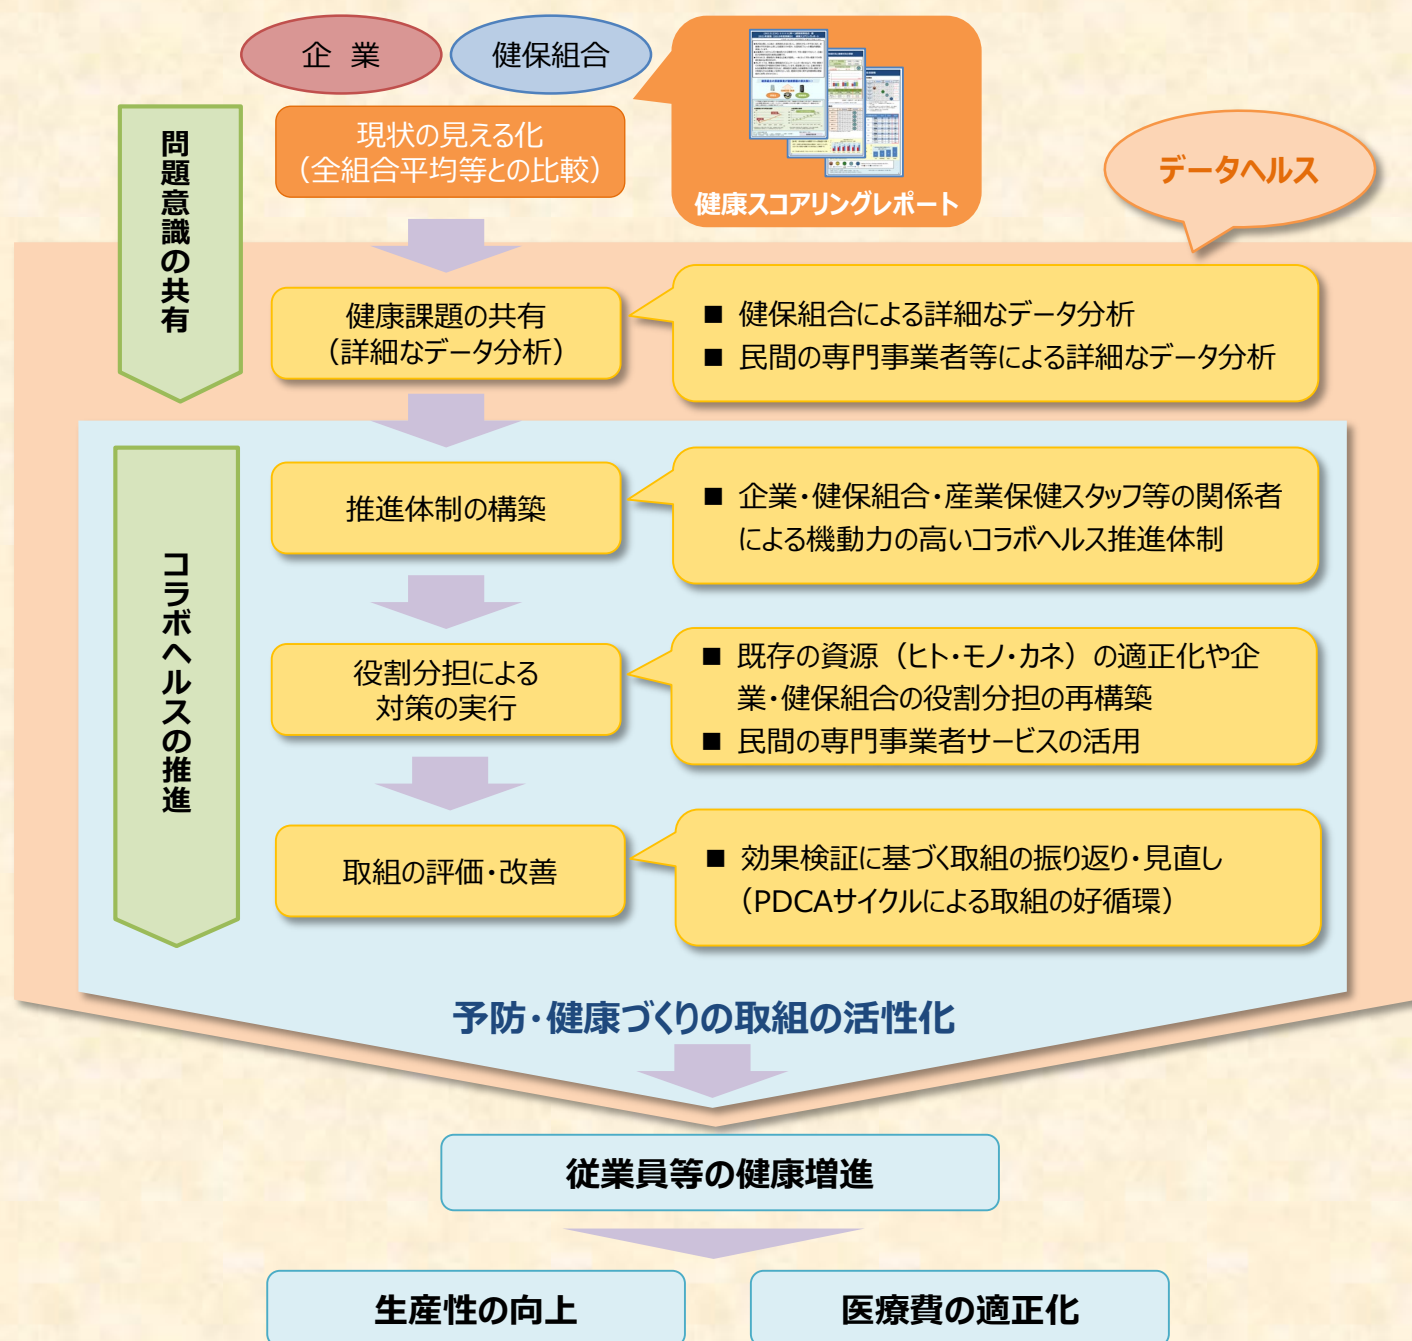 企 業
健保組合
現状の見える化
（全組合平均等との比較）
健康スコアリングレポート
データヘルス
問題意識の共有
健康課題の共有
（詳細なデータ分析）
■ 健保組合による詳細なデータ分析
■ 民間の専門事業者等による詳細なデータ分析
コラボヘルスの推進
推進体制の構築
■ 企業・健保組合・産業保健スタッフ等の関係者
による機動力の高いコラボヘルス推進体制
役割分担による
対策の実行
■ 既存の資源（ヒト・モノ・カネ）の適正化や企
業・健保組合の役割分担の再構築
■ 民間の専門事業者サービスの活用
取組の評価・改善
■ 効果検証に基づく取組の振り返り・見直し
（PDCAサイクルによる取組の好循環）
予防・健康づくりの取組の活性化
従業員等の健康増進
生産性の向上
医療費の適正化